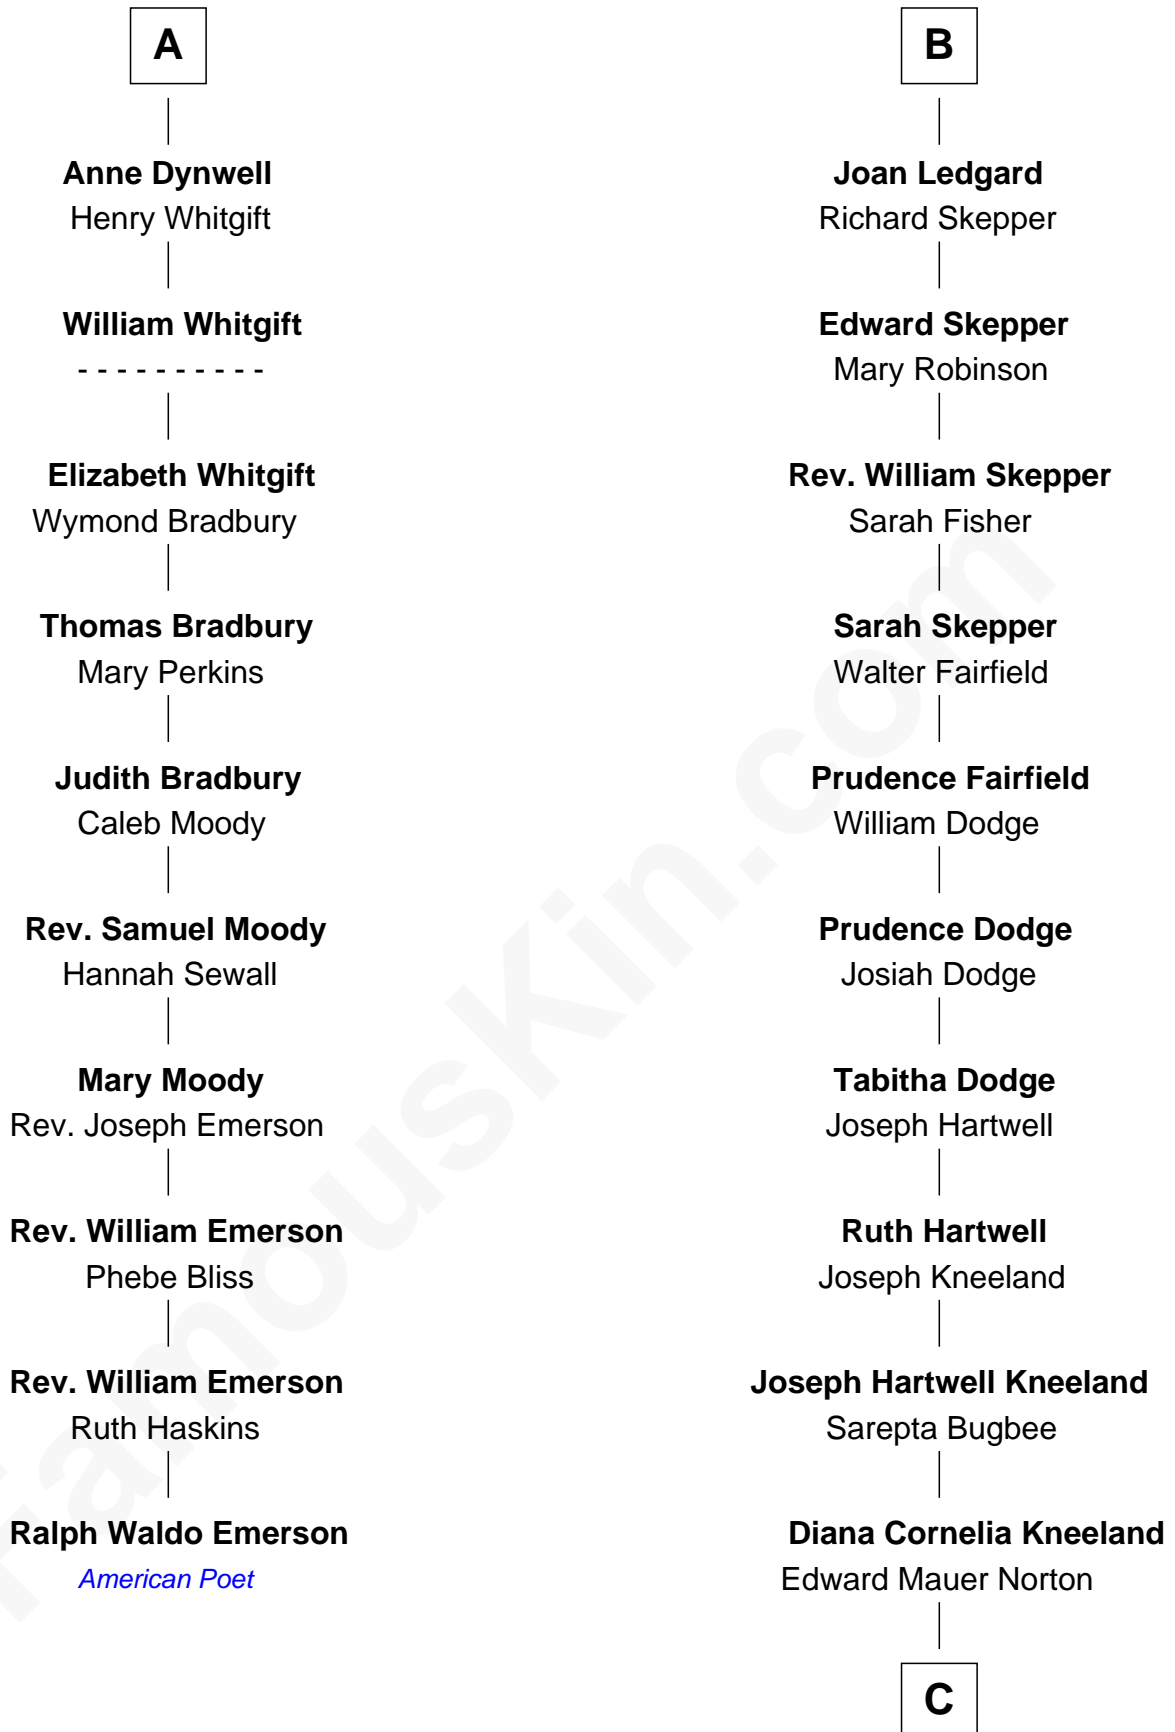 A
Anne Dynwell
Henry Whitgift
William Whitgift
- - - - - - - - - -
Elizabeth Whitgift
Wymond Bradbury
Thomas Bradbury
Mary Perkins
Judith Bradbury
Caleb Moody
Rev. Samuel Moody
Hannah Sewall
Mary Moody
Rev. Joseph Emerson
Rev. William Emerson
Phebe Bliss
Rev. William Emerson
Ruth Haskins
Ralph Waldo Emerson
American Poet
B
Joan Ledgard
Richard Skepper
Edward Skepper
Mary Robinson
Rev. William Skepper
Sarah Fisher
Sarah Skepper
Walter Fairfield
Prudence Fairfield
William Dodge
Prudence Dodge
Josiah Dodge
Tabitha Dodge
Joseph Hartwell
Ruth Hartwell
Joseph Kneeland
Joseph Hartwell Kneeland
Sarepta Bugbee
Diana Cornelia Kneeland
Edward Mauer Norton
C
FamousKin.com